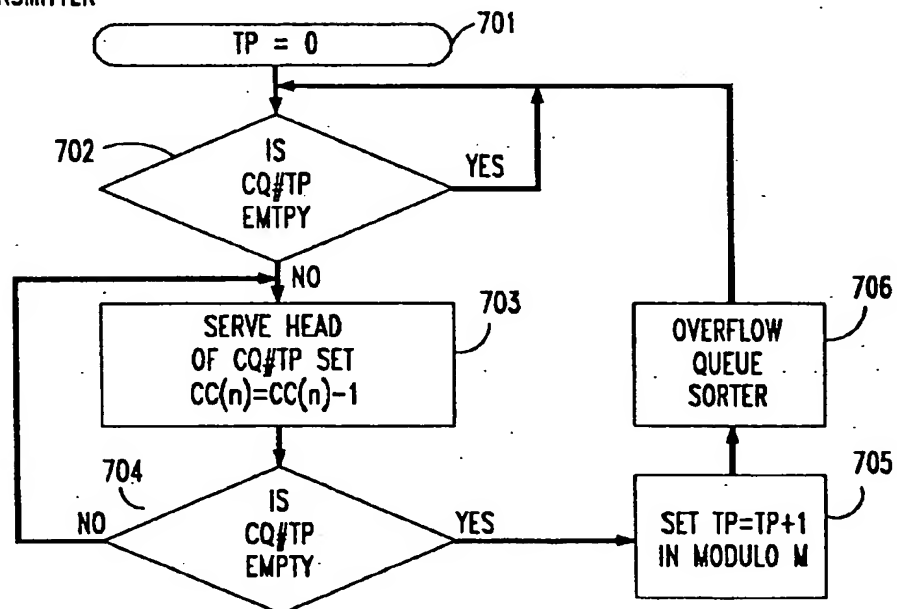 TP = 0
701
702
IS
CQ#TP
EMTPY
YES
NO
SERVE HEAD
OF CQ#TP SET
CC(n)=CC(n)-1
703
704
IS
CQ#TP
EMPTY
NO
YES
SET TP=TP+1
IN MODULO M
705
OVERFLOW
QUEUE
SORTER
706